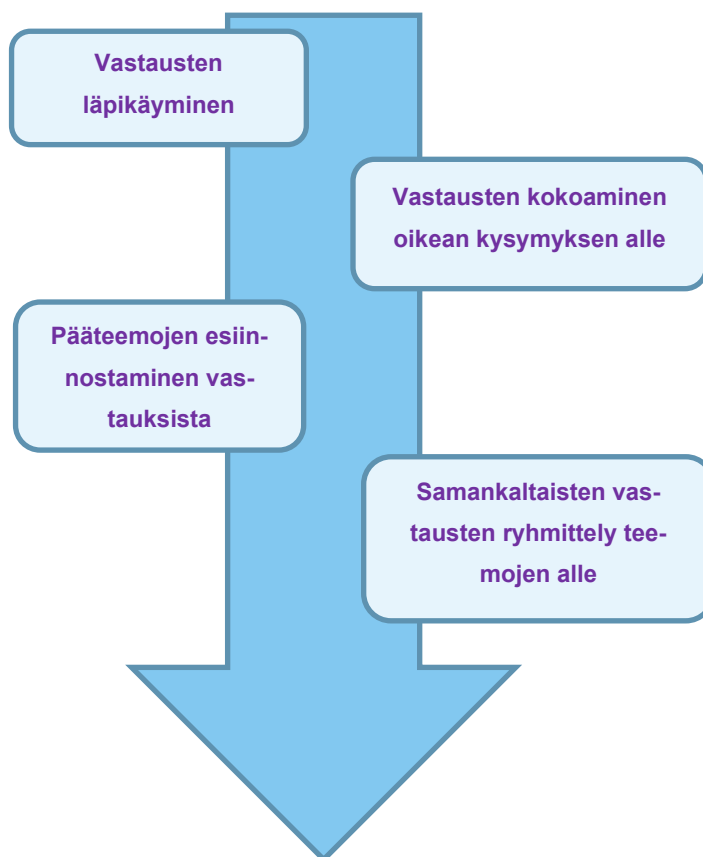 Vastausten
läpikäyminen
Vastausten kokoaminen
oikean kysymyksen alle
Pääteemojen esiin-
nostaminen vas-
tauksista
Samankaltaisten vas-
tausten ryhmittely tee-
mojen alle